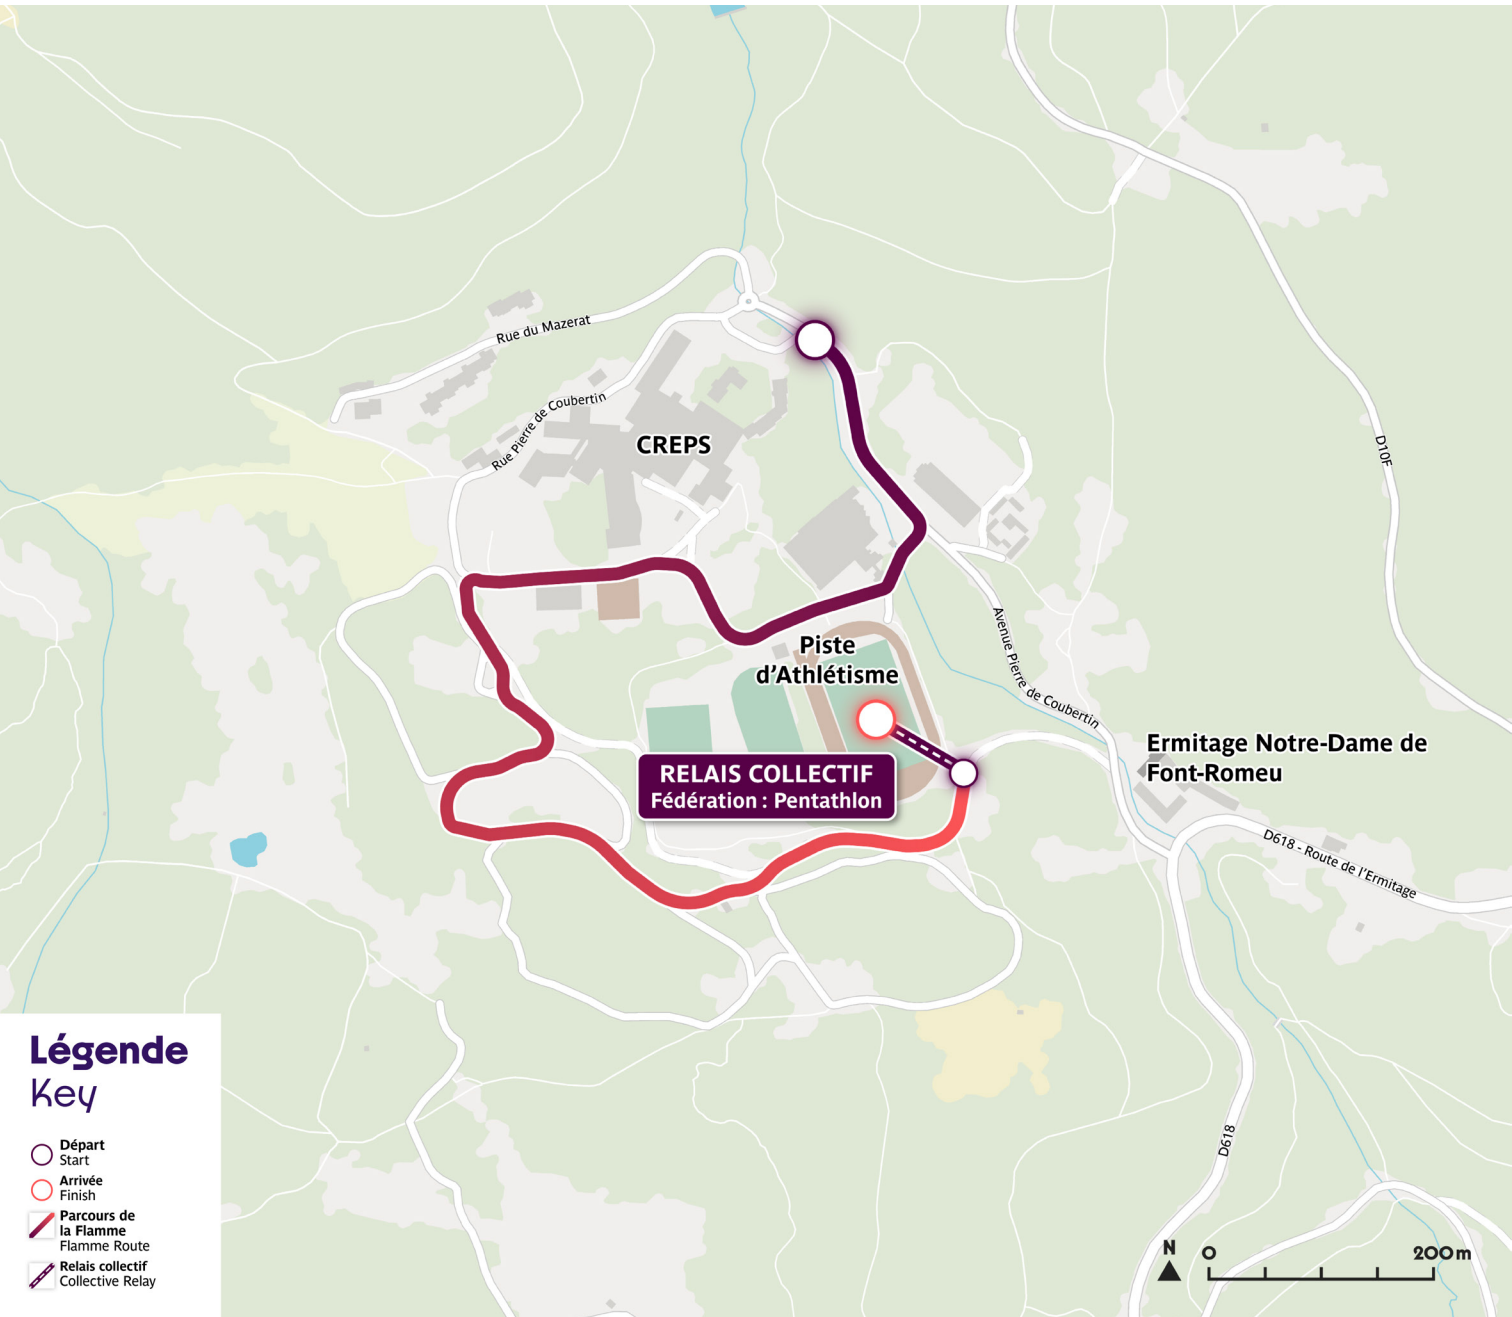 Rue du Mazerat
Rue Pierre de Coubertin
CREPS
D10F
Piste
d'Athlétisme
Avenue Pierre de Coubertin
Ermitage Notre-Dame de
Font-Romeu
RELAIS COLLECTIF
Fédération : Pentathlon
D618 - Route de l'Ermitage
D618
Légende
Key
Départ
Start
Arrivée
Finish
Parcours de
la Flamme
Flamme Route
Relais collectif
Collective Relay
N
0
200m